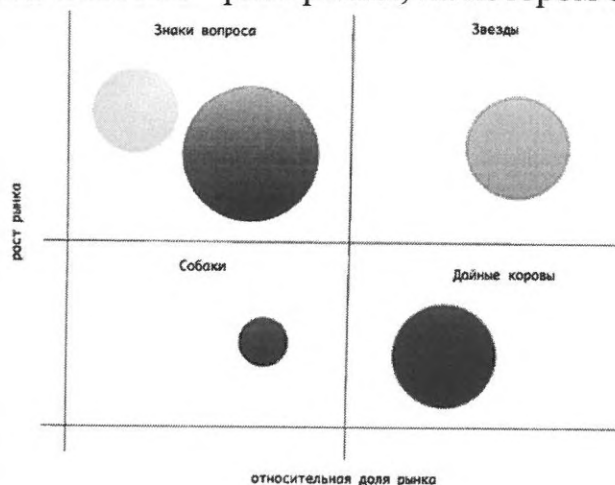 Знаки вопроса
Звезды
рост рынка
Собаки
Дойные коровы
относительная доля рынка